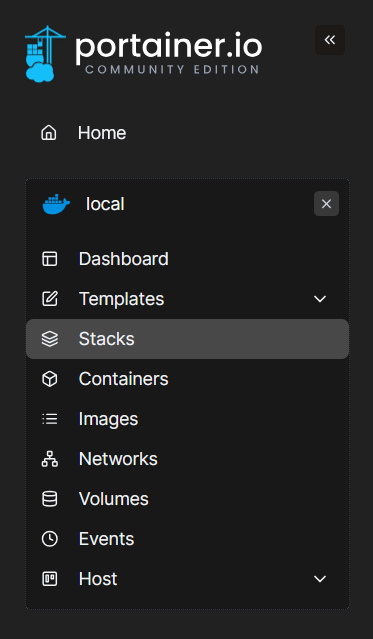 portainer.io
COMMUNITY EDITION
Home
local
Dashboard
Templates
Stacks
Containers
Images
Networks
Volumes
Events
Host